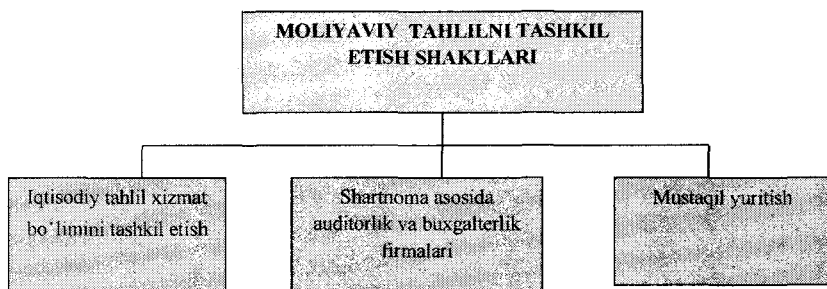 MOLIYAVIY TAHLILNI TASHKIL
ETISH SHAKLLARI
Iqtisodiy tahlil xizmat
bo‘limini tashkil etish
Shartnoma asosida
auditorlik va buxgalterlik
firmalari
Mustaqil yuritish